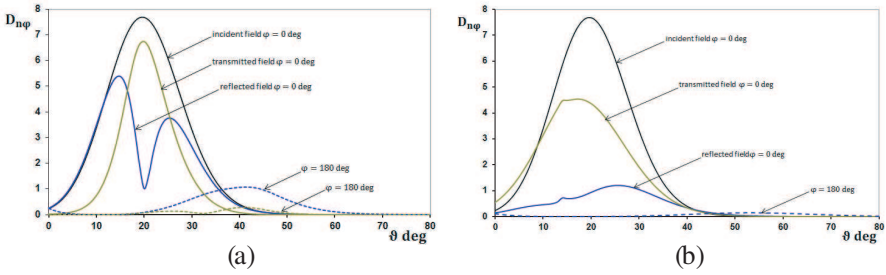 Dnφ
8
7
6
5
4
3
2
1
0
0 10 20 30 40 50 60 70 80
ϑ deg
incident field φ = 0 deg
transmitted field φ = 0 deg
reflected field φ = 0 deg
φ = 180 deg
φ = 180 deg
(a)
Dnφ
8
7
6
5
4
3
2
1
0
0 10 20 30 40 50 60 70 80
ϑ deg
incident field φ = 0 deg
transmitted field φ = 0 deg
reflected field φ = 0 deg
φ = 180 deg
(b)